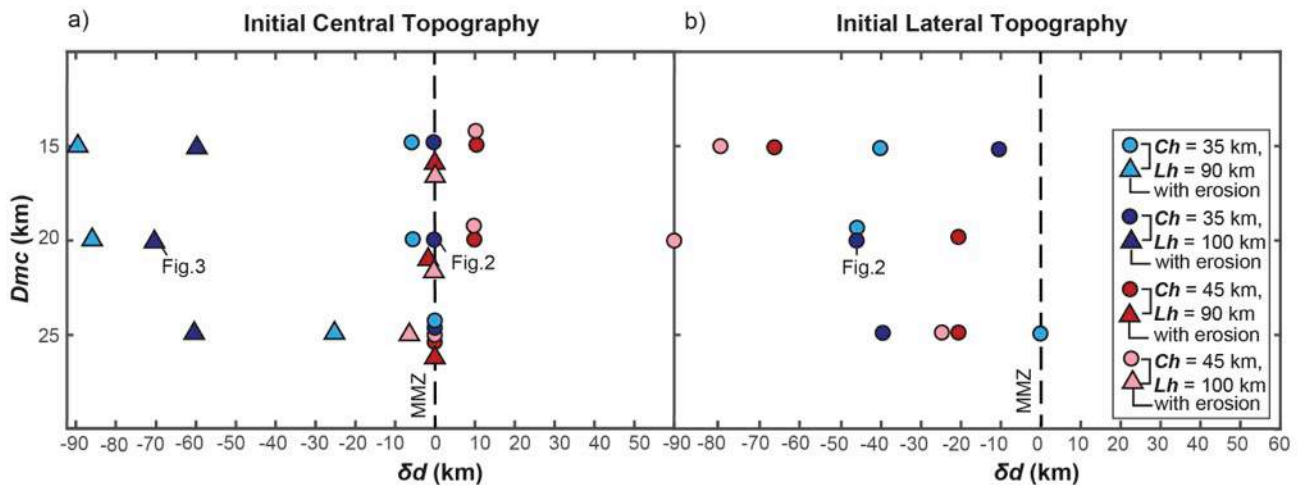 a) Initial Central Topography
b) Initial Lateral Topography
Dmc (km)
15
20
25
Fig.3
Fig.2
MMZ
-90 -80 -70 -60 -50 -40 -30 -20 -10 0 10 20 30 40 50
δd (km)
Fig.2
MMZ
-90 -80 -70 -60 -50 -40 -30 -20 -10 0 10 20 30 40 50 60
δd (km)
Ch = 35 km,
Lh = 90 km
with erosion
Ch = 35 km,
Lh = 100 km
with erosion
Ch = 45 km,
Lh = 90 km
with erosion
Ch = 45 km,
Lh = 100 km
with erosion